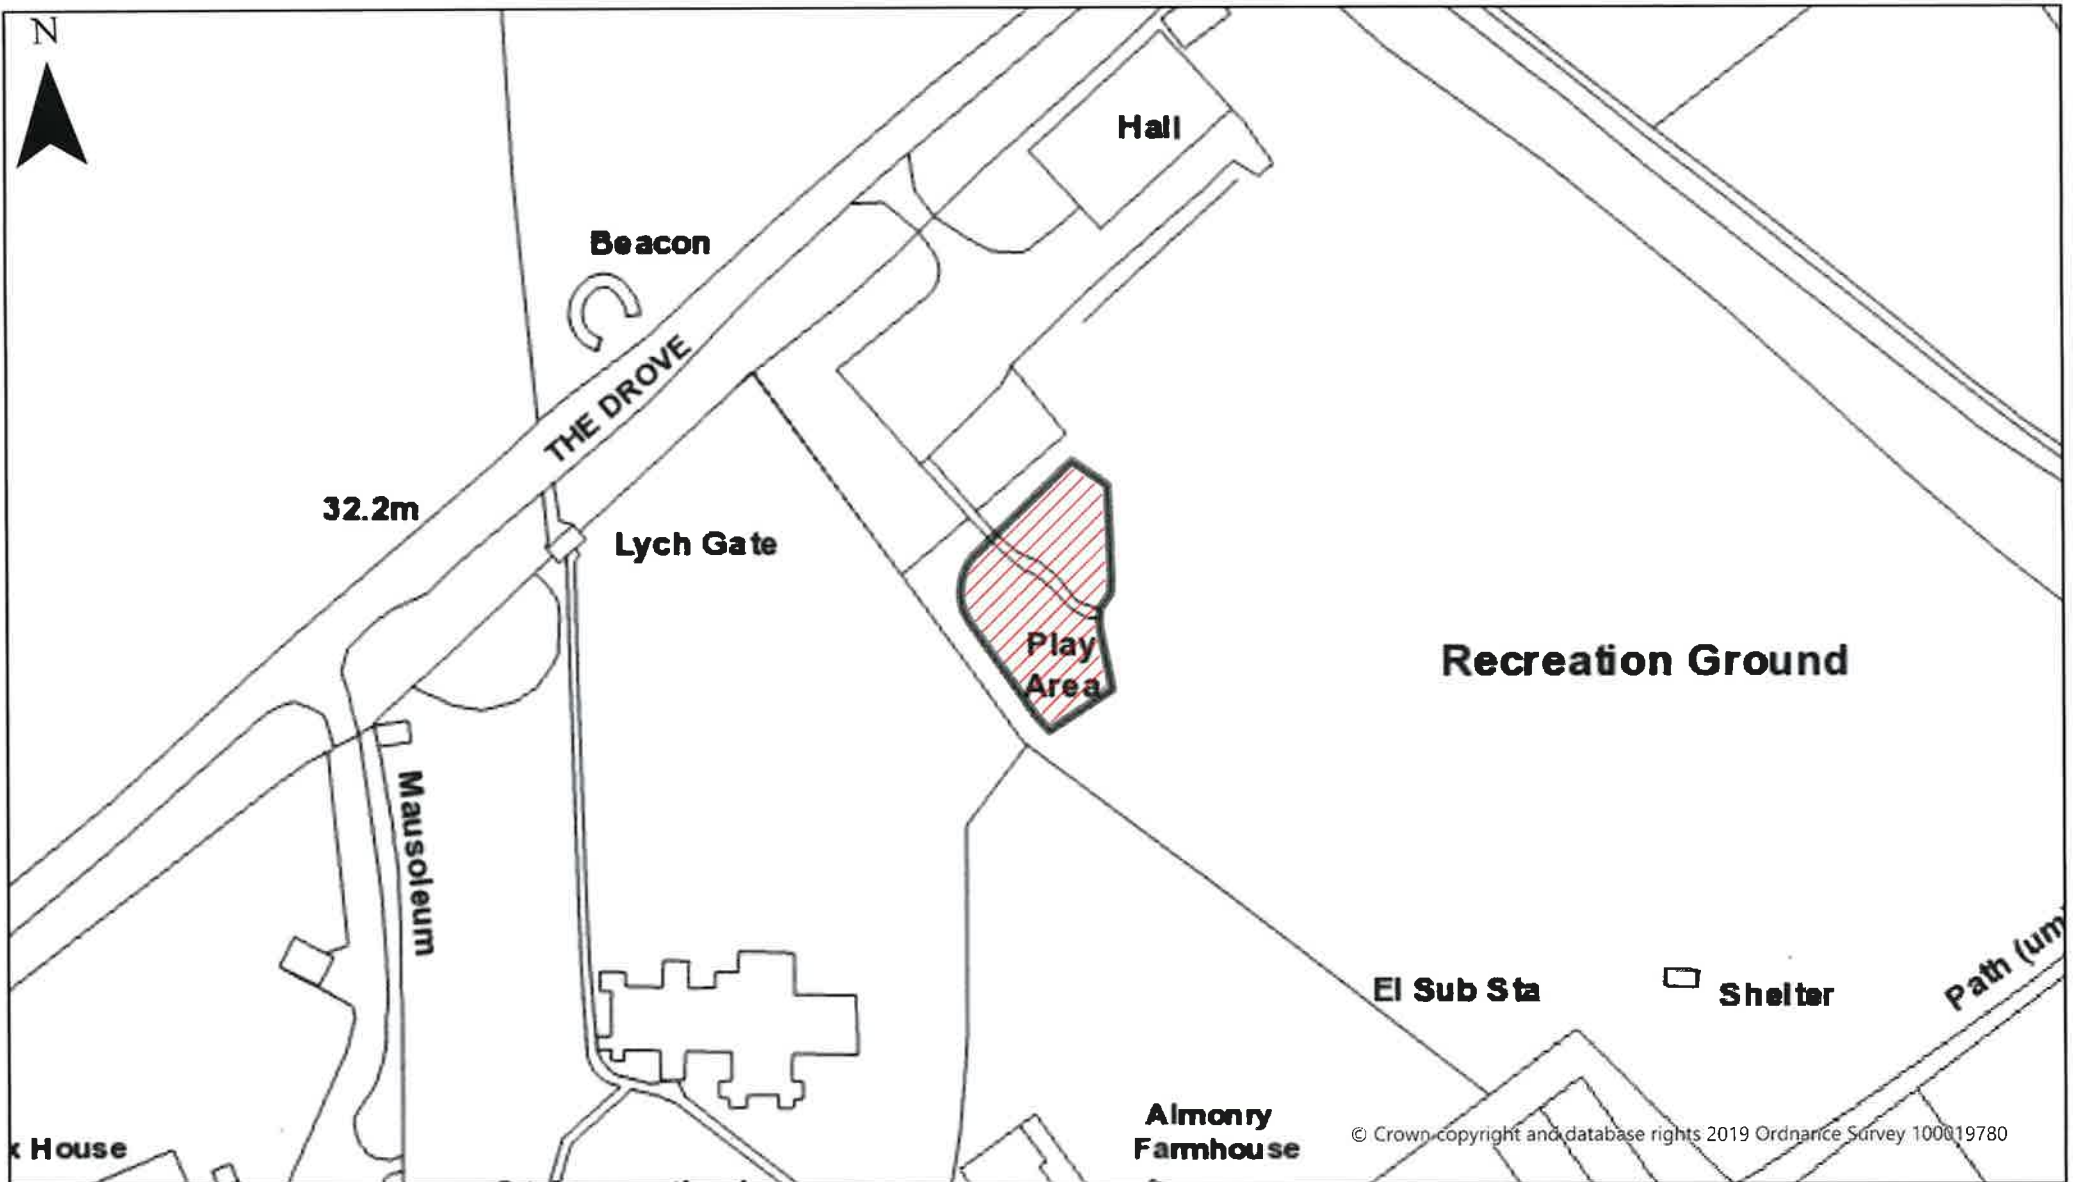 N
Hall
Beacon
THE DROVE
32.2m
Lych Gate
Play
Area
Recreation Ground
Mausoleum
El Sub Sta
Shelter
Path (um
Almonry
Farmhouse
© Crown copyright and database rights 2019 Ordnance Survey 100019780
x House